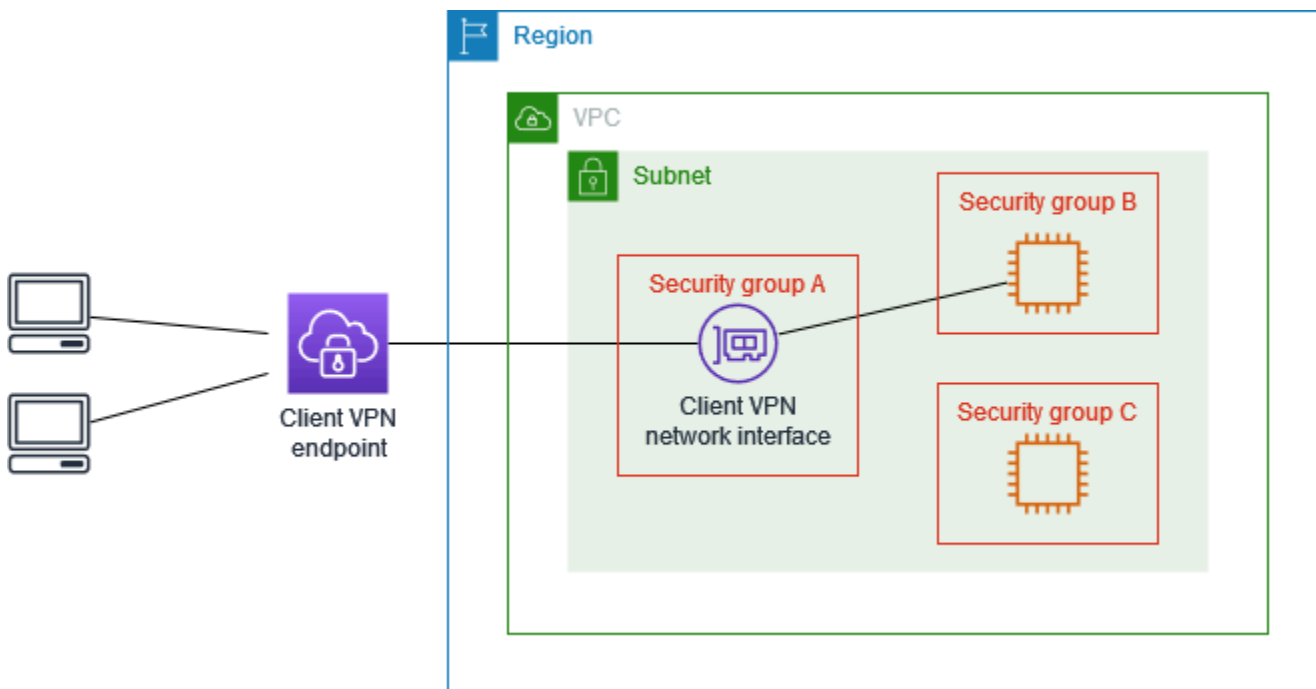 Region
VPC
Subnet
Security group B
Security group A
Client VPN
network interface
Client VPN
endpoint
Security group C